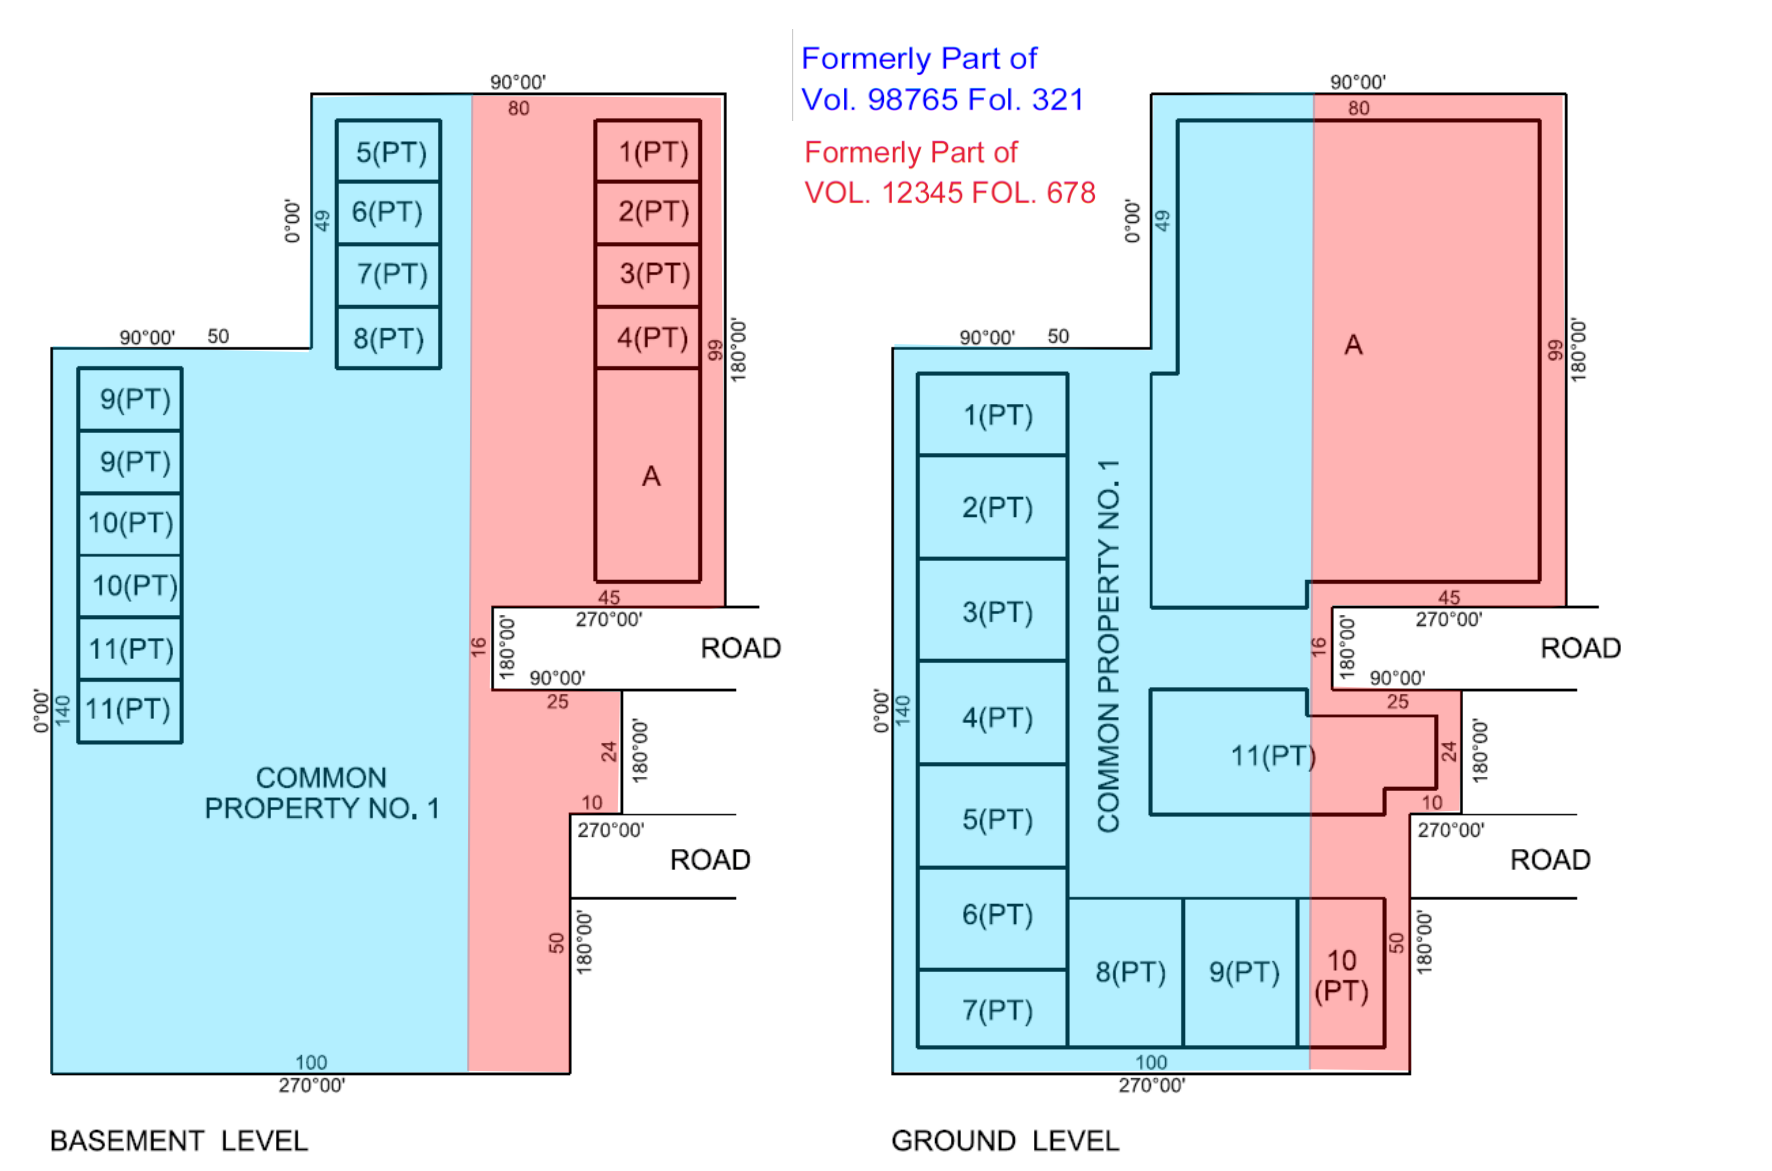 Formerly Part of
Vol. 98765 Fol. 321
Formerly Part of
VOL. 12345 FOL. 678
90°00'
80
5(PT)
6(PT)
7(PT)
8(PT)
1(PT)
2(PT)
3(PT)
4(PT)
A
0°00'
49
90°00'
50
99
180°00'
9(PT)
9(PT)
10(PT)
10(PT)
11(PT)
11(PT)
45
270°00'
ROAD
16
180°00'
90°00'
25
0°00'
140
24
180°00'
COMMON
PROPERTY NO. 1
10
270°00'
ROAD
50
180°00'
100
270°00'
BASEMENT LEVEL
90°00'
80
0°00'
49
A
90°00'
50
99
180°00'
1(PT)
2(PT)
3(PT)
4(PT)
5(PT)
6(PT)
7(PT)
COMMON PROPERTY NO. 1
45
270°00'
ROAD
16
180°00'
90°00'
25
0°00'
140
11(PT)
24
180°00'
10
270°00'
ROAD
8(PT)
9(PT)
10
(PT)
50
180°00'
100
270°00'
GROUND LEVEL